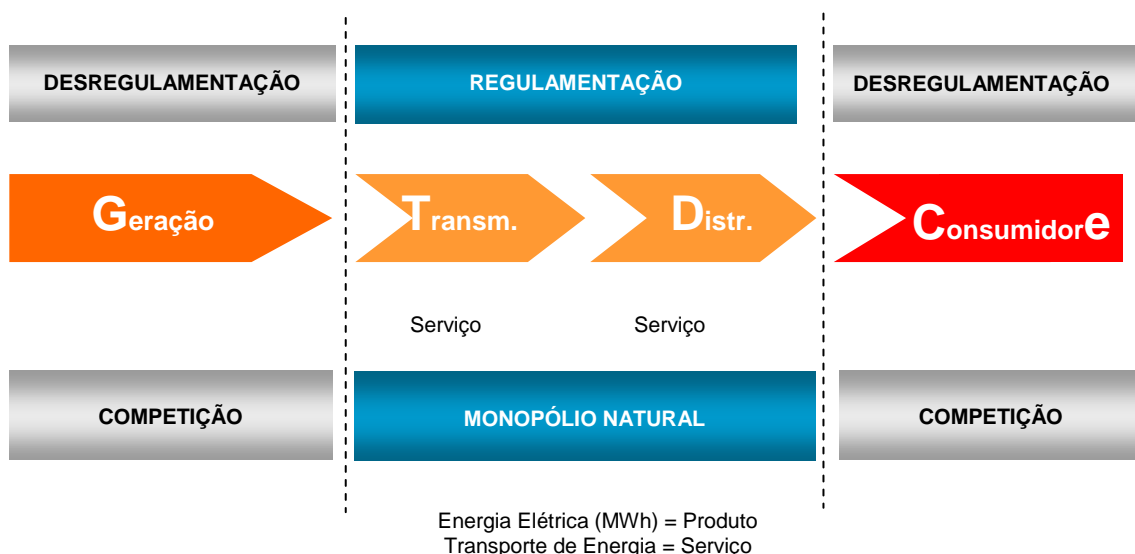 DESREGULAMENTAÇÃO
REGULAMENTAÇÃO
DESREGULAMENTAÇÃO
Geração
Transm.
Distr.
Consumidore
Serviço
Serviço
COMPETIÇÃO
MONOPÓLIO NATURAL
COMPETIÇÃO
Energia Elétrica (MWh) = Produto
Transporte de Energia = Serviço